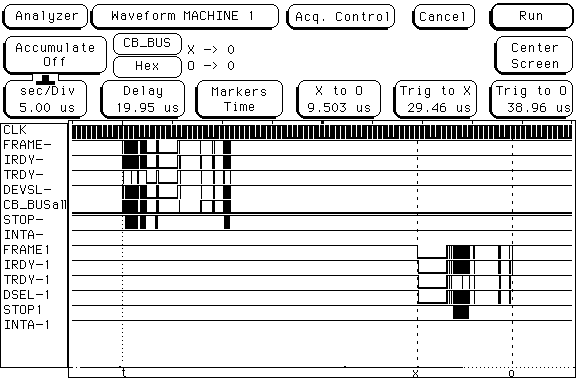 Analyzer Waveform MACHINE 1 Acq. Control Cancel Run
Accumulate Off
CB_BUS X -> 0
Hex O -> 0
Center Screen
sec/Div 5.00 us
Delay 19.95 us
Markers Time
X to O 9.503 us
Trig to X 29.46 us
Trig to O 38.96 us
CLK
FRAME-
IRDY-
TRDY-
DEVSL-
CB_BUSall
STOP-
INTA-
FRAME1
IRDY-1
TRDY-1
DSEL-1
STOP1
INTA-1
t X O